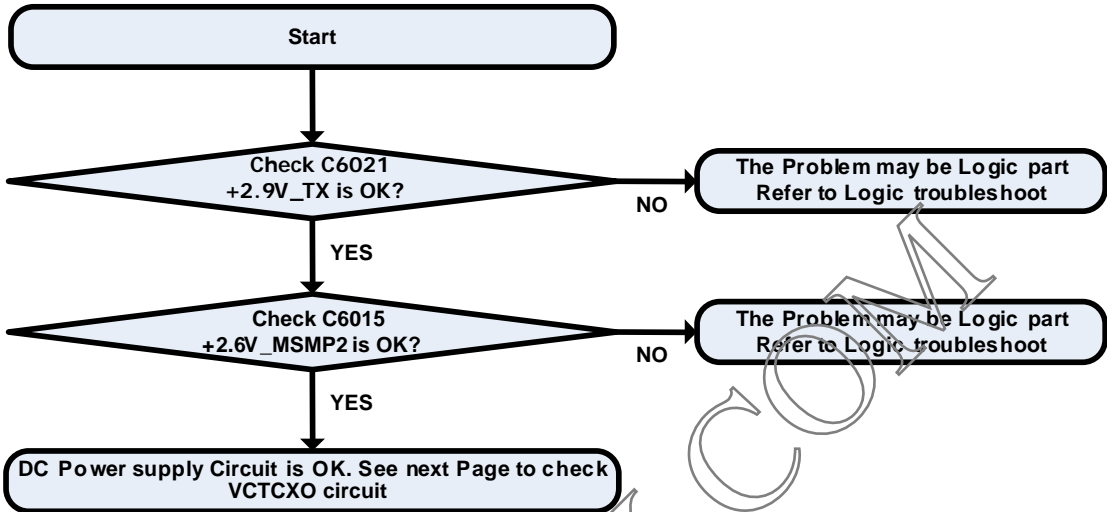 Start
Check C6021
+2.9V_TX is OK?
NO
The Problem may be Logic part
Refer to Logic troubleshoot
YES
Check C6015
+2.6V_MSMP2 is OK?
NO
The Problem may be Logic part
Refer to Logic troubleshoot
YES
DC Power supply Circuit is OK. See next Page to check
VCTCXO circuit
COM